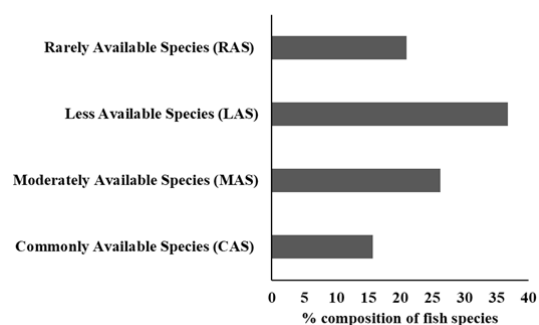 Rarely Available Species (RAS)
Less Available Species (LAS)
Moderately Available Species (MAS)
Commonly Available Species (CAS)
0 5 10 15 20 25 30 35 40
% composition of fish species